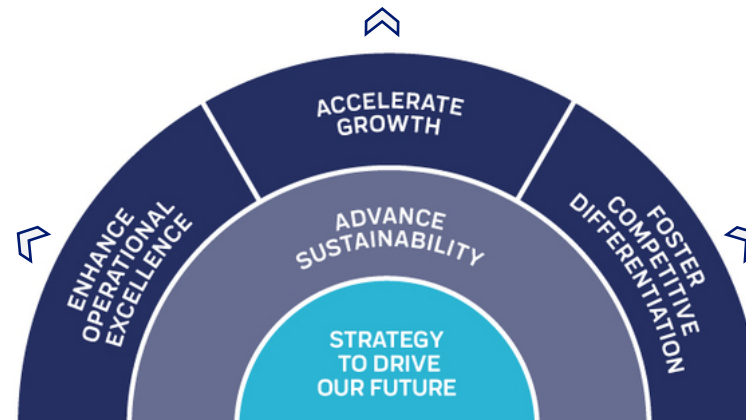 ACCELERATE
GROWTH
ENHANCE
OPERATIONAL
EXCELLENCE
FOSTER
COMPETITIVE
DIFFERENTIATION
ADVANCE
SUSTAINABILITY
STRATEGY
TO DRIVE
OUR FUTURE